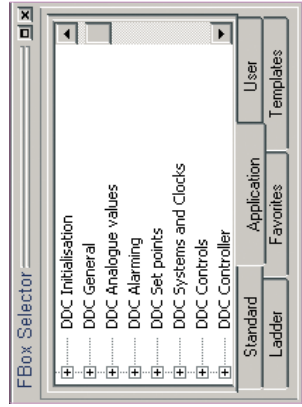 FBox Selector
DDC Initialisation
DDC General
DDC Analogue values
DDC Alarming
DDC Set points
DDC Systems and Clocks
DDC Controls
DDC Controller
Standard Application User
Ladder Favorites Templates